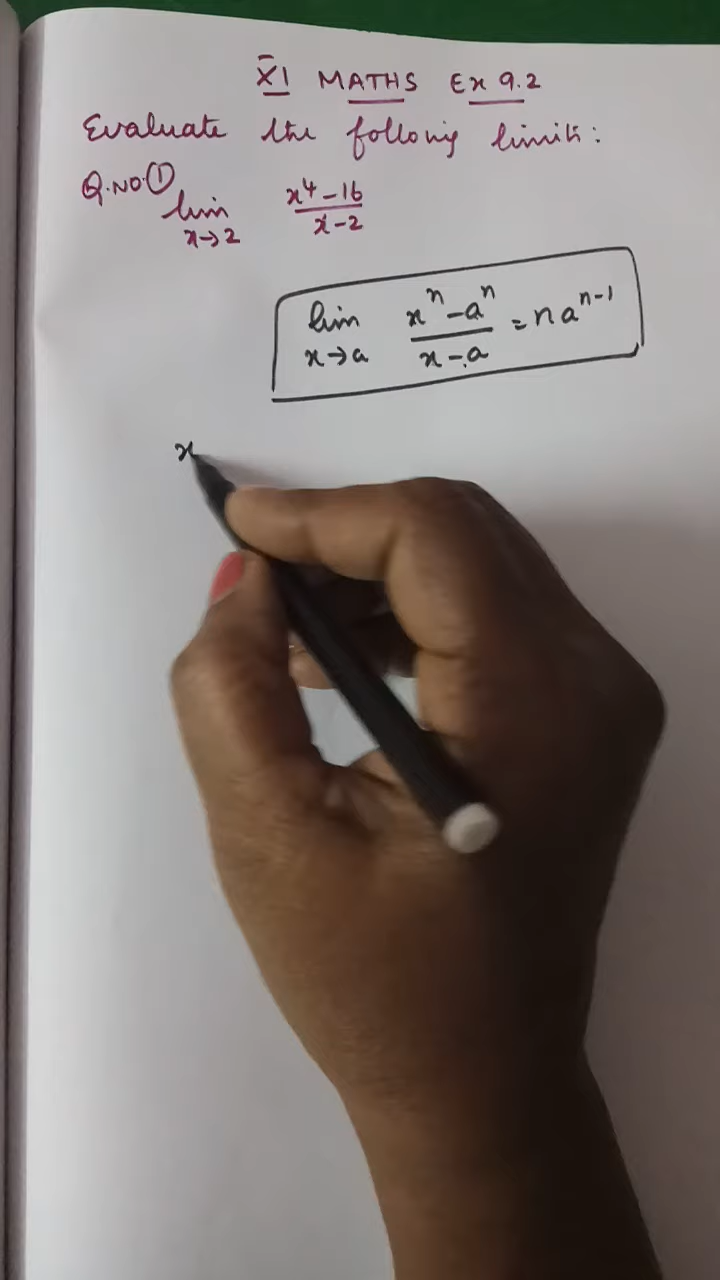 XI MATHS Ex 9.2
Evaluate the following limits:
Q.NO.① lim x→2 x⁴-16/x-2
lim x→a xⁿ-aⁿ/x-a = naⁿ⁻¹
x